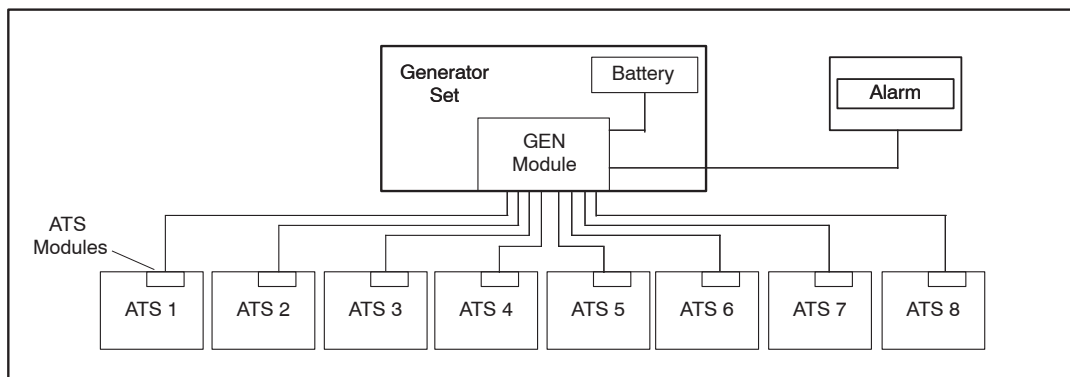 Generator
Set
Battery
Alarm
GEN
Module
ATS
Modules
ATS 1
ATS 2
ATS 3
ATS 4
ATS 5
ATS 6
ATS 7
ATS 8